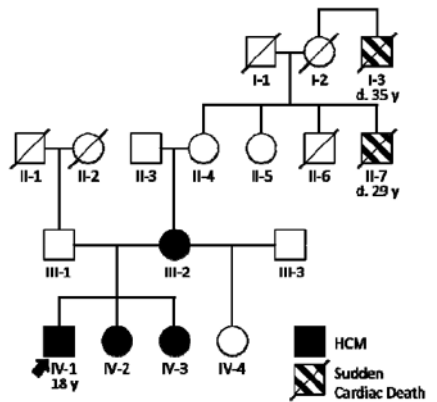 I-1 I-2 I-3
d. 35 y
II-1 II-2 II-3 II-4 II-5 II-6 II-7
d. 29 y
III-1 III-2 III-3
IV-1 IV-2 IV-3 IV-4
18 y
HCM
Sudden
Cardiac Death